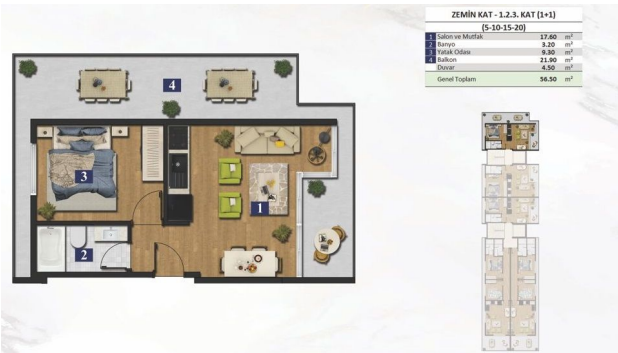 ZEMİN KAT - 1.2.3. KAT (1+1)
(5-10-15-20)
1 Salon ve Mutfak 17.60 m²
2 Banyo 3.20 m²
3 Yatak Odası 9.30 m²
4 Balkon 21.90 m²
Duvar 4.50 m²
Genel Toplam 56.50 m²
4
3
1
2